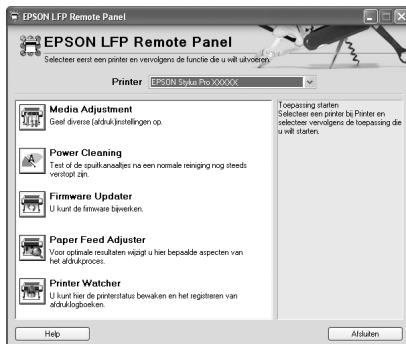 EPSON LFP Remote Panel
EPSON LFP Remote Panel
Selecteer eerst een printer en vervolgens de functie die u wilt uitvoeren.
Printer EPSON Stylus Pro XXXXX
Media Adjustment
Geef diverse (afdruk)instellingen op.
Power Cleaning
Test of de spuitkanaaltjes na een normale reiniging nog steeds
verstopt zijn.
Firmware Updater
U kunt de firmware bijwerken.
Paper Feed Adjuster
Voor optimale resultaten wijzigt u hier bepaalde aspecten van
het afdrukproces.
Printer Watcher
U kunt hier de printerstatus bewaken en het registreren van
afdruklogboeken.
Toepassing starten
Selecteer een printer bij Printer en
selecteer vervolgens de toepassing die
u wilt starten.
Help
Afsluiten